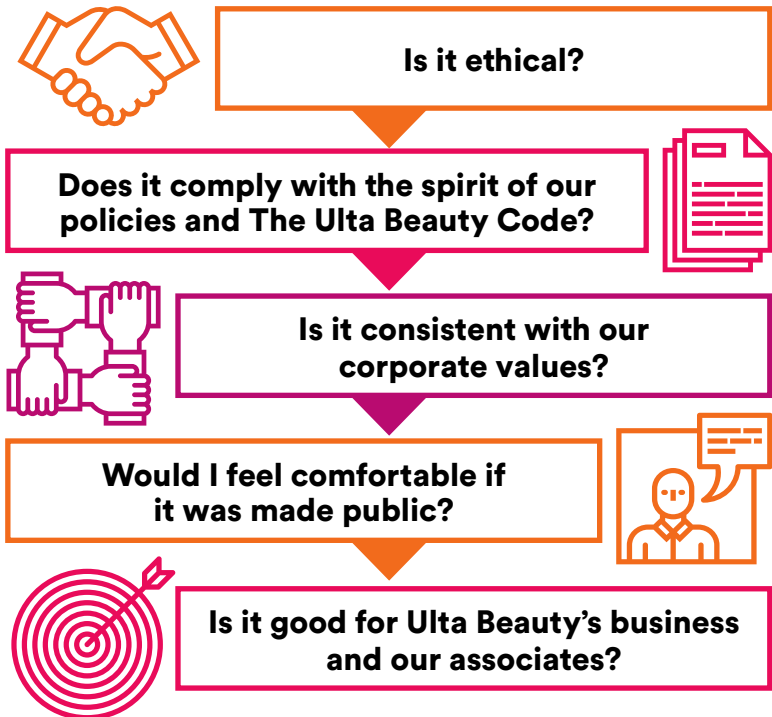 Is it ethical?
Does it comply with the spirit of our
policies and The Ulta Beauty Code?
Is it consistent with our
corporate values?
Would I feel comfortable if
it was made public?
Is it good for Ulta Beauty’s business
and our associates?